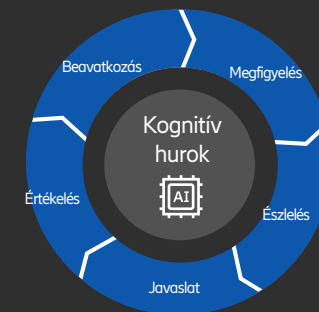 Kognitív
hurok
AI
Megfigyelés
Észlelés
Javaslat
Értékelés
Beavatkozás